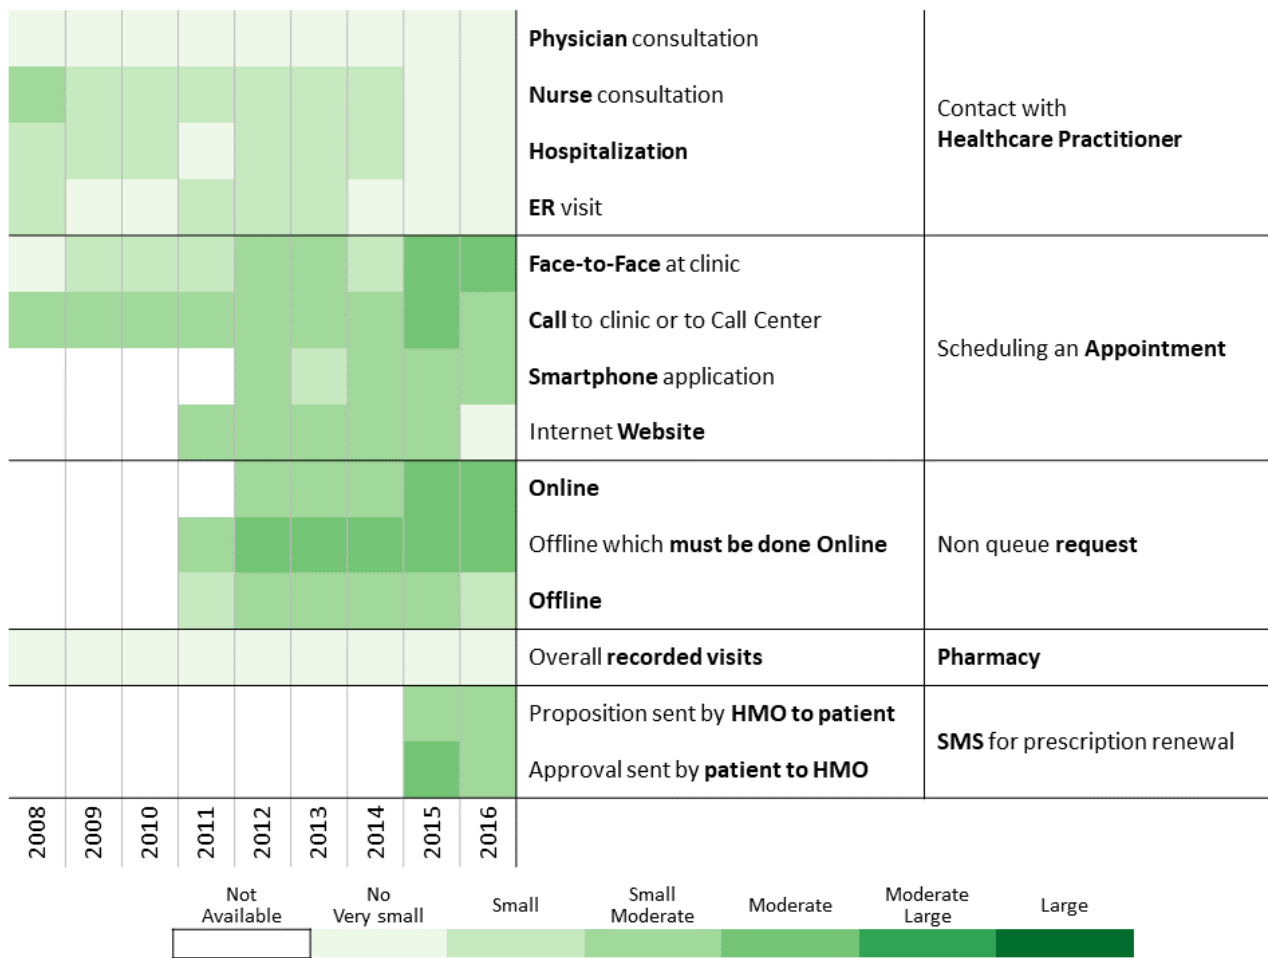 Physician consultation
Nurse consultation
Hospitalization
ER visit
Contact with
Healthcare Practitioner
Face-to-Face at clinic
Call to clinic or to Call Center
Smartphone application
Internet Website
Scheduling an Appointment
Online
Offline which must be done Online
Offline
Non queue request
Overall recorded visits
Pharmacy
Proposition sent by HMO to patient
Approval sent by patient to HMO
SMS for prescription renewal
2008
2009
2010
2011
2012
2013
2014
2015
2016
Not
Available
No
Very small
Small
Small
Moderate
Moderate
Moderate
Large
Large